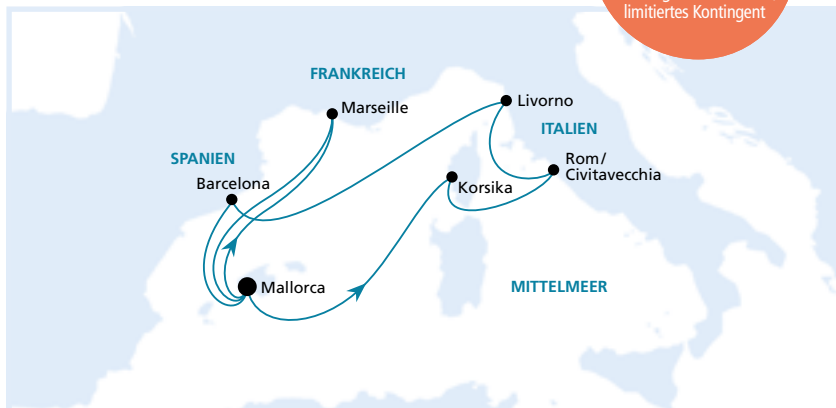 limitiertes Kontingent
FRANKREICH
Marseille
Livorno
ITALIEN
SPANIEN
Barcelona
Rom/
Civitavecchia
Korsika
Mallorca
MITTELMEER